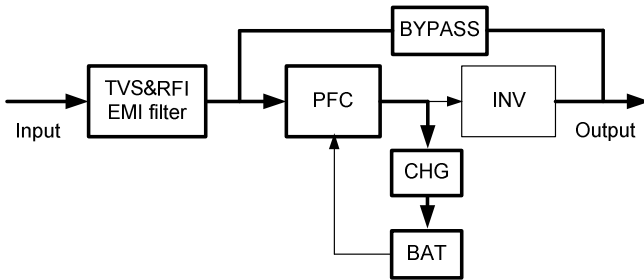 BYPASS
TVS&RFI
EMI filter
PFC
INV
Input
Output
CHG
BAT